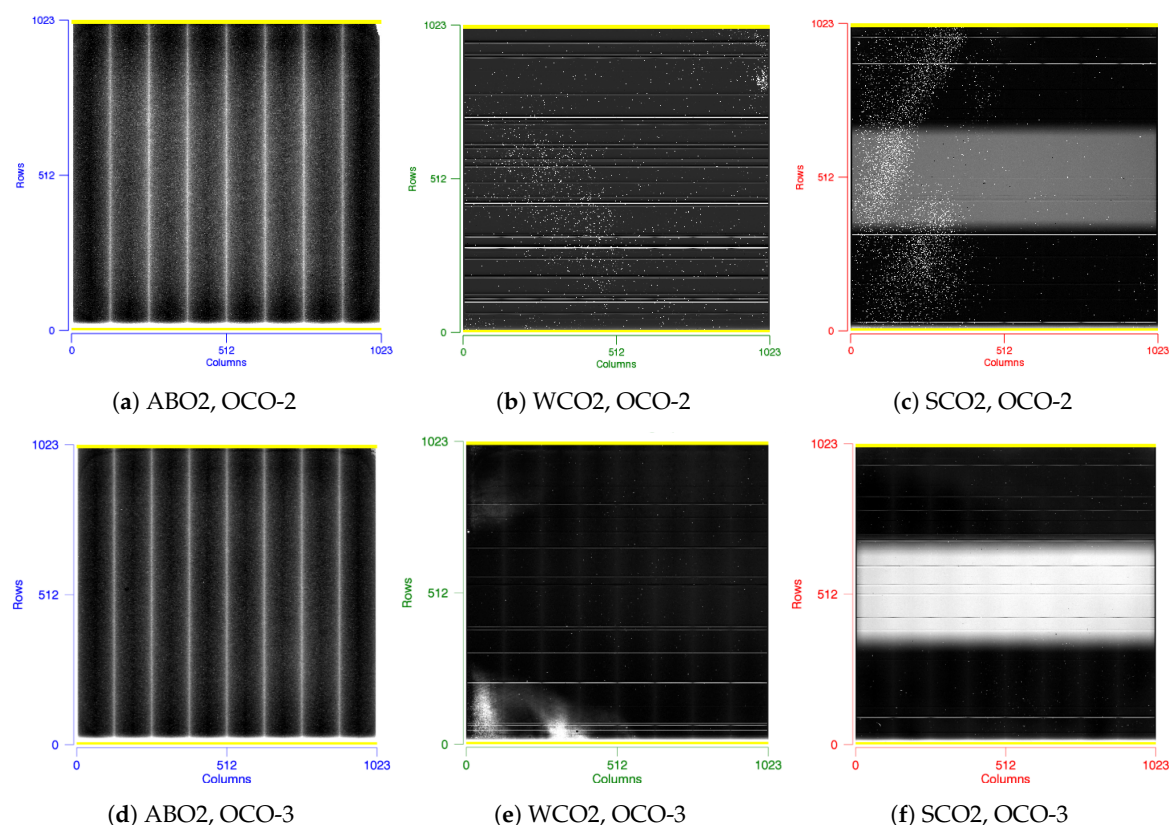 1023
Rows
512
0
0
512
1023
Columns
(a) ABO2, OCO-2
1023
Rows
512
0
0
512
1023
Columns
(b) WCO2, OCO-2
1023
Rows
512
0
0
512
1023
Columns
(c) SCO2, OCO-2
1023
Rows
512
0
0
512
1023
Columns
(d) ABO2, OCO-3
1023
Rows
512
0
0
512
1023
Columns
(e) WCO2, OCO-3
1023
Rows
512
0
0
512
1023
Columns
(f) SCO2, OCO-3